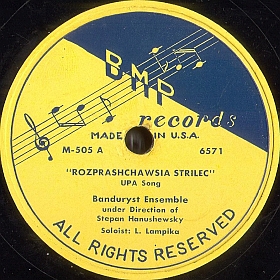 BMP
records
MADE IN U.S.A.
M-505 A 6571
"ROZPRASHCHAWSIA STRILEC"
UPA Song
Banduryst Ensemble
under Direction of
Stepan Hanushewsky
Soloist: L. Lampika
ALL RIGHTS RESERVED